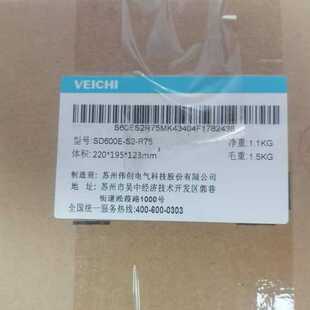 VEICHI
S60ES2R75MK43404F1782438
型号: SD600E-S2-R75
净重: 1.1KG
体积: 220*195*123mm³
毛重: 1.5KG
制造商: 苏州伟创电气科技股份有限公司
苏州市吴中经济技术开发区郭巷
街道淞葭路1000号
全国统一服务热线: 400-600-0303